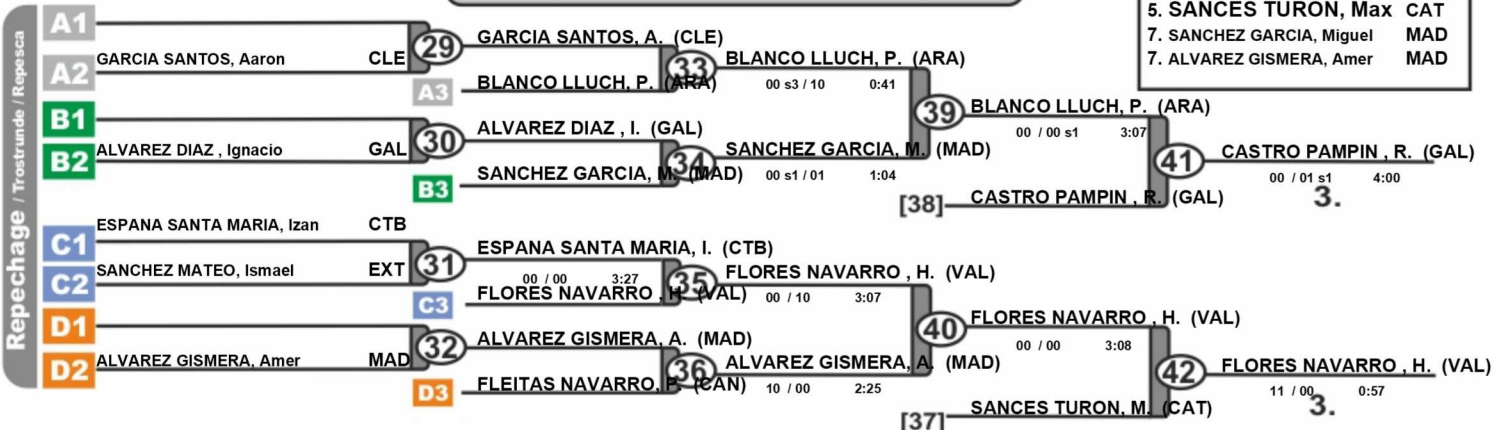 5. SANCES TURON, Max CAT
7. SANCHEZ GARCIA, Miguel MAD
7. ALVAREZ GISMERA, Amer MAD
Repechage / Trostrunde / Repesca
A1
A2 GARCIA SANTOS, Aaron CLE
B1
B2 ALVAREZ DIAZ , Ignacio GAL
C1 ESPANA SANTA MARIA, Izan CTB
C2 SANCHEZ MATEO, Ismael EXT
D1
D2 ALVAREZ GISMERA, Amer MAD
29
GARCIA SANTOS, A. (CLE)
A3 BLANCO LLUCH, P. (ARA)
30
ALVAREZ DIAZ , I. (GAL)
B3 SANCHEZ GARCIA, M. (MAD)
31
ESPANA SANTA MARIA, I. (CTB)
00 / 00 3:27
C3 FLORES NAVARRO , H. (VAL)
32
ALVAREZ GISMERA, A. (MAD)
D3 FLEITAS NAVARRO, P. (CAN)
33
BLANCO LLUCH, P. (ARA)
00 s3 / 10 0:41
34
SANCHEZ GARCIA, M. (MAD)
00 s1 / 01 1:04
35
FLORES NAVARRO , H. (VAL)
00 / 10 3:07
36
ALVAREZ GISMERA, A. (MAD)
10 / 00 2:25
39
BLANCO LLUCH, P. (ARA)
00 / 00 s1 3:07
[38] CASTRO PAMPIN , R. (GAL)
40
FLORES NAVARRO , H. (VAL)
00 / 00 3:08
[37] SANCES TURON, M. (CAT)
41
CASTRO PAMPIN , R. (GAL)
00 / 01 s1 4:00
3.
42
FLORES NAVARRO , H. (VAL)
11 / 00 0:57
3.